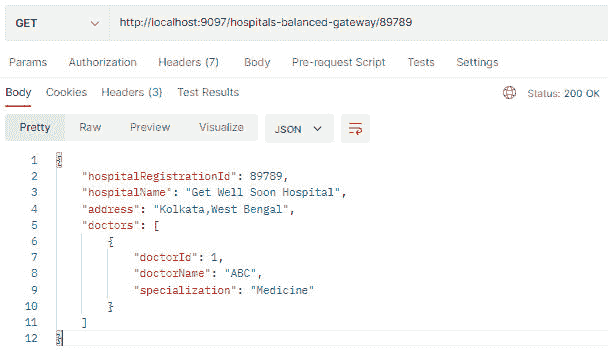 GET http://localhost:9097/hospitals-balanced-gateway/89789
Params Authorization Headers (7) Body Pre-request Script Tests Settings
Body Cookies Headers (3) Test Results Status: 200 OK
Pretty Raw Preview Visualize JSON
1 {
2 "hospitalRegistrationId": 89789,
3 "hospitalName": "Get Well Soon Hospital",
4 "address": "Kolkata,West Bengal",
5 "doctors": [
6 {
7 "doctorId": 1,
8 "doctorName": "ABC",
9 "specialization": "Medicine"
10 }
11 ]
12 }